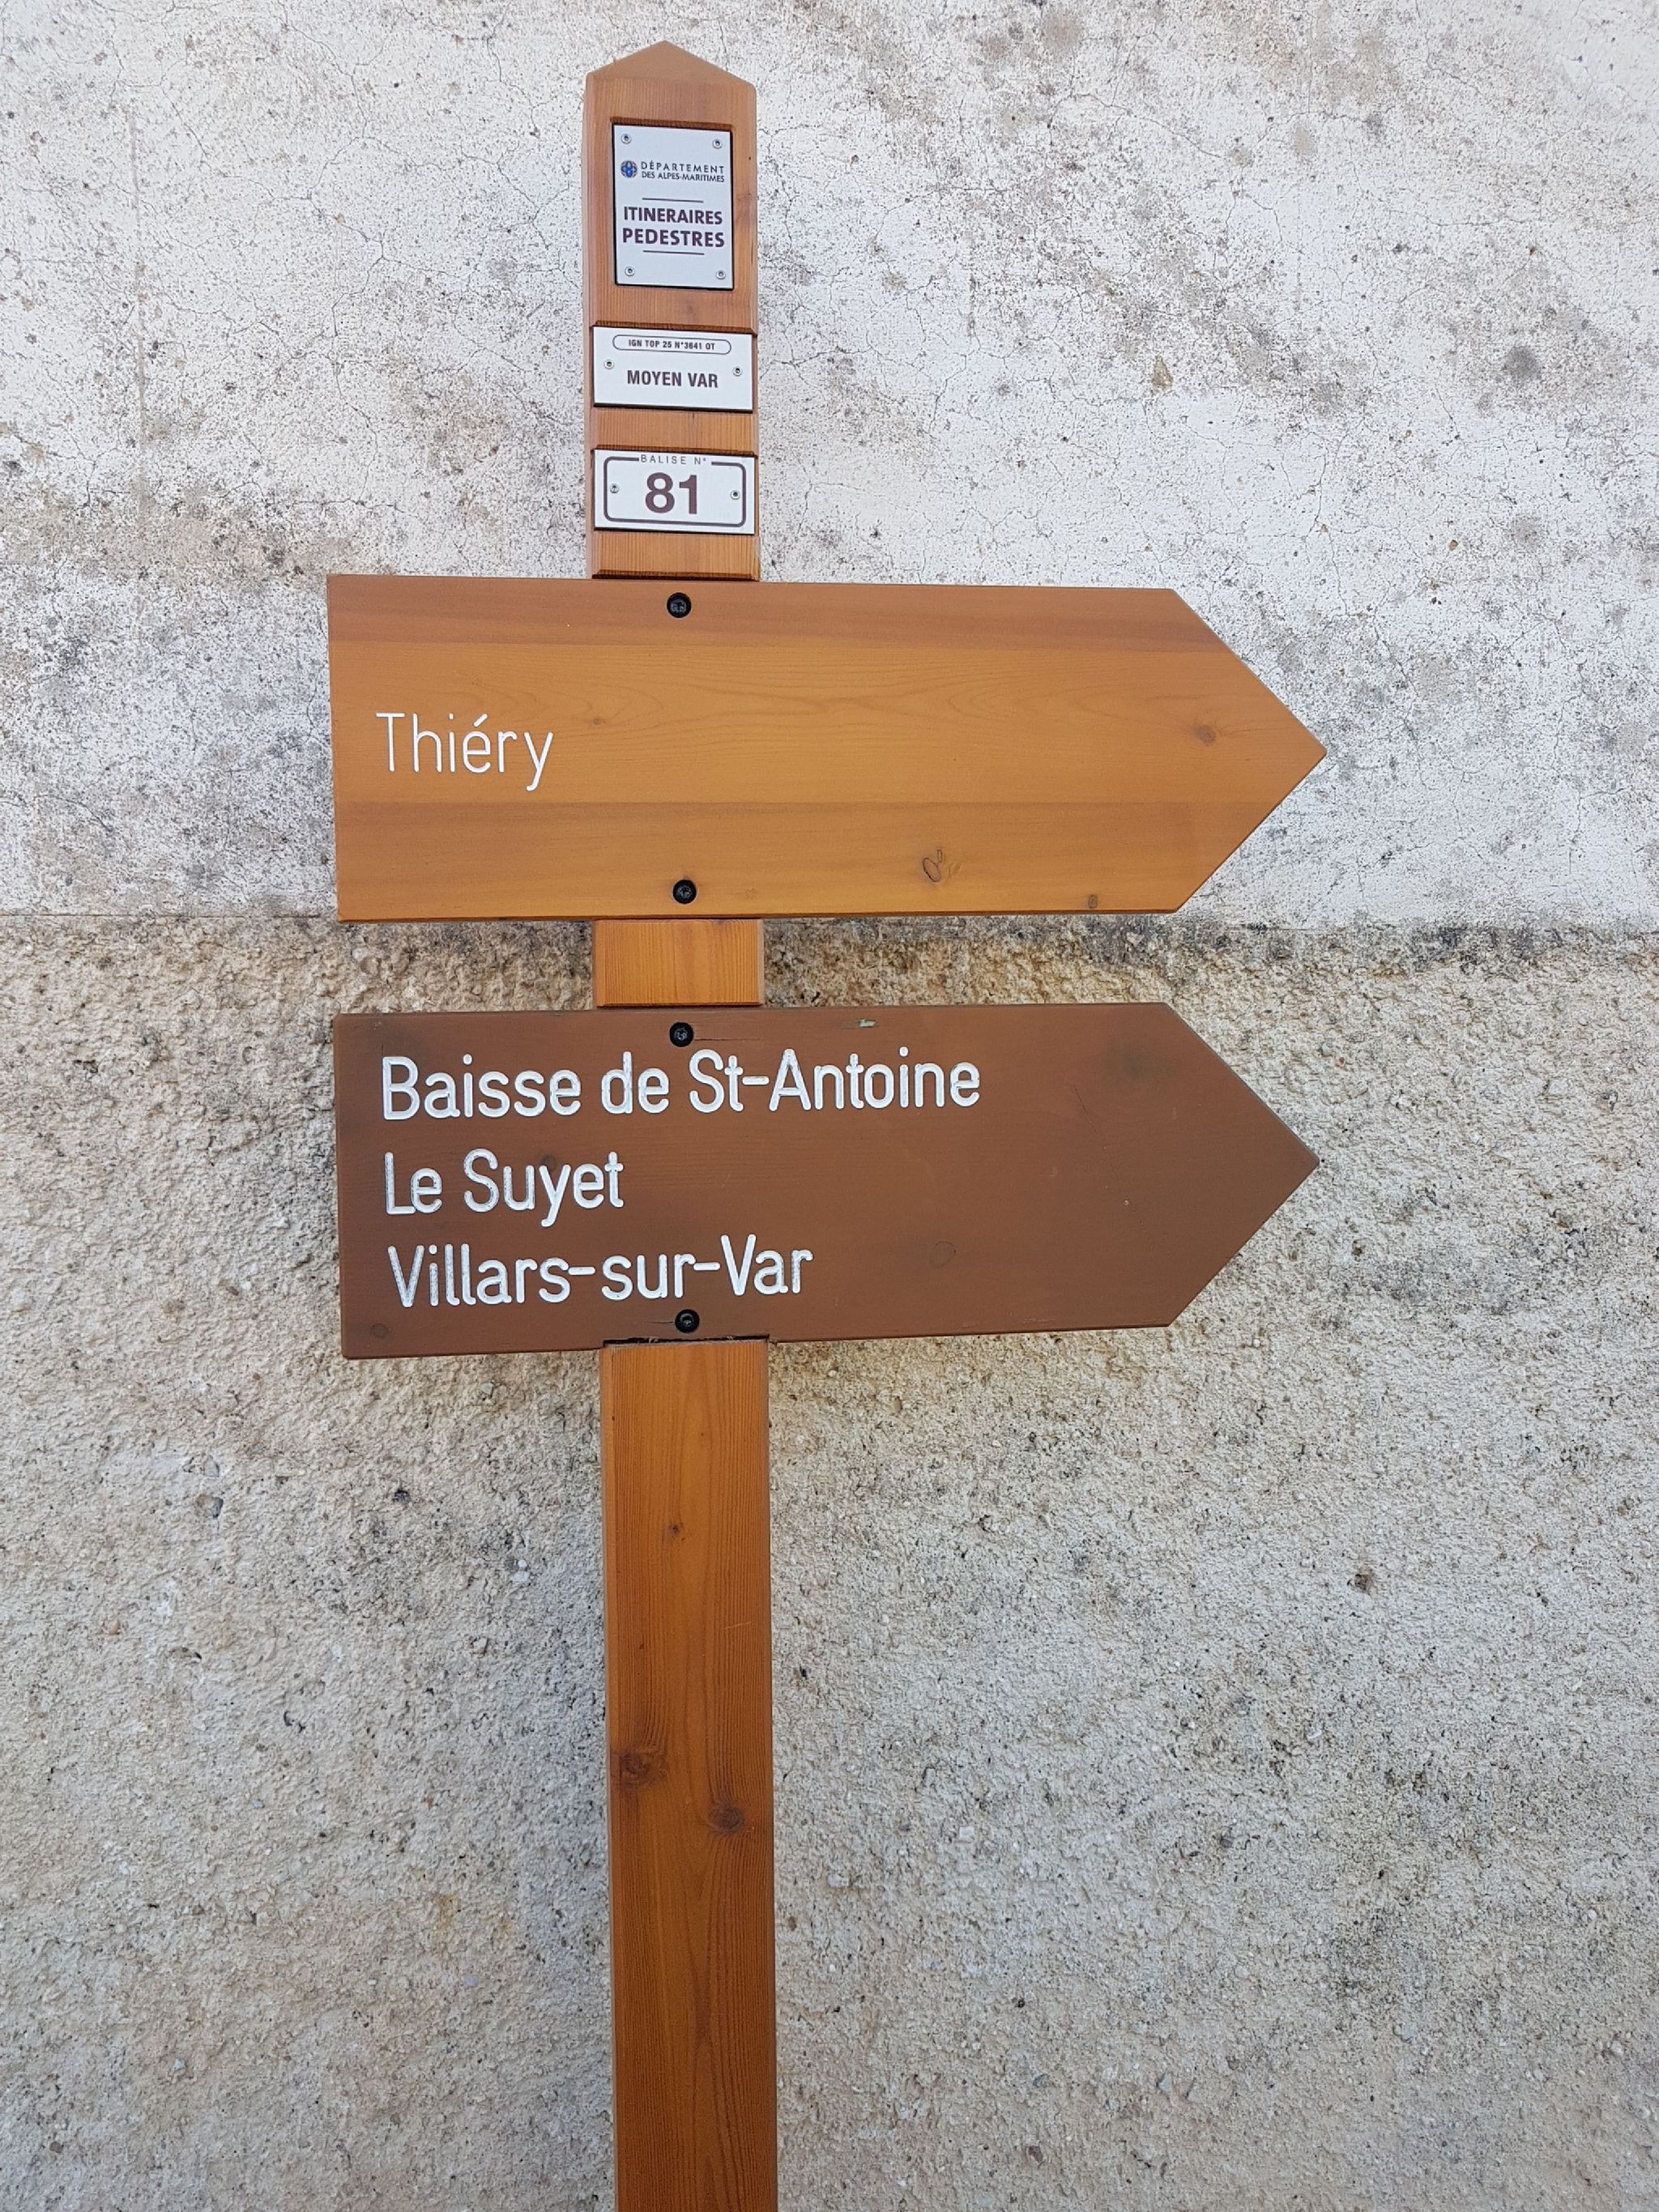 DÉPARTEMENT
DES ALPES-MARITIMES
ITINERAIRES
PEDESTRES
IGN TOP 25 N°3641 OT
MOYEN VAR
BALISE N°
81
Thiéry
Baisse de St-Antoine
Le Suyet
Villars-sur-Var